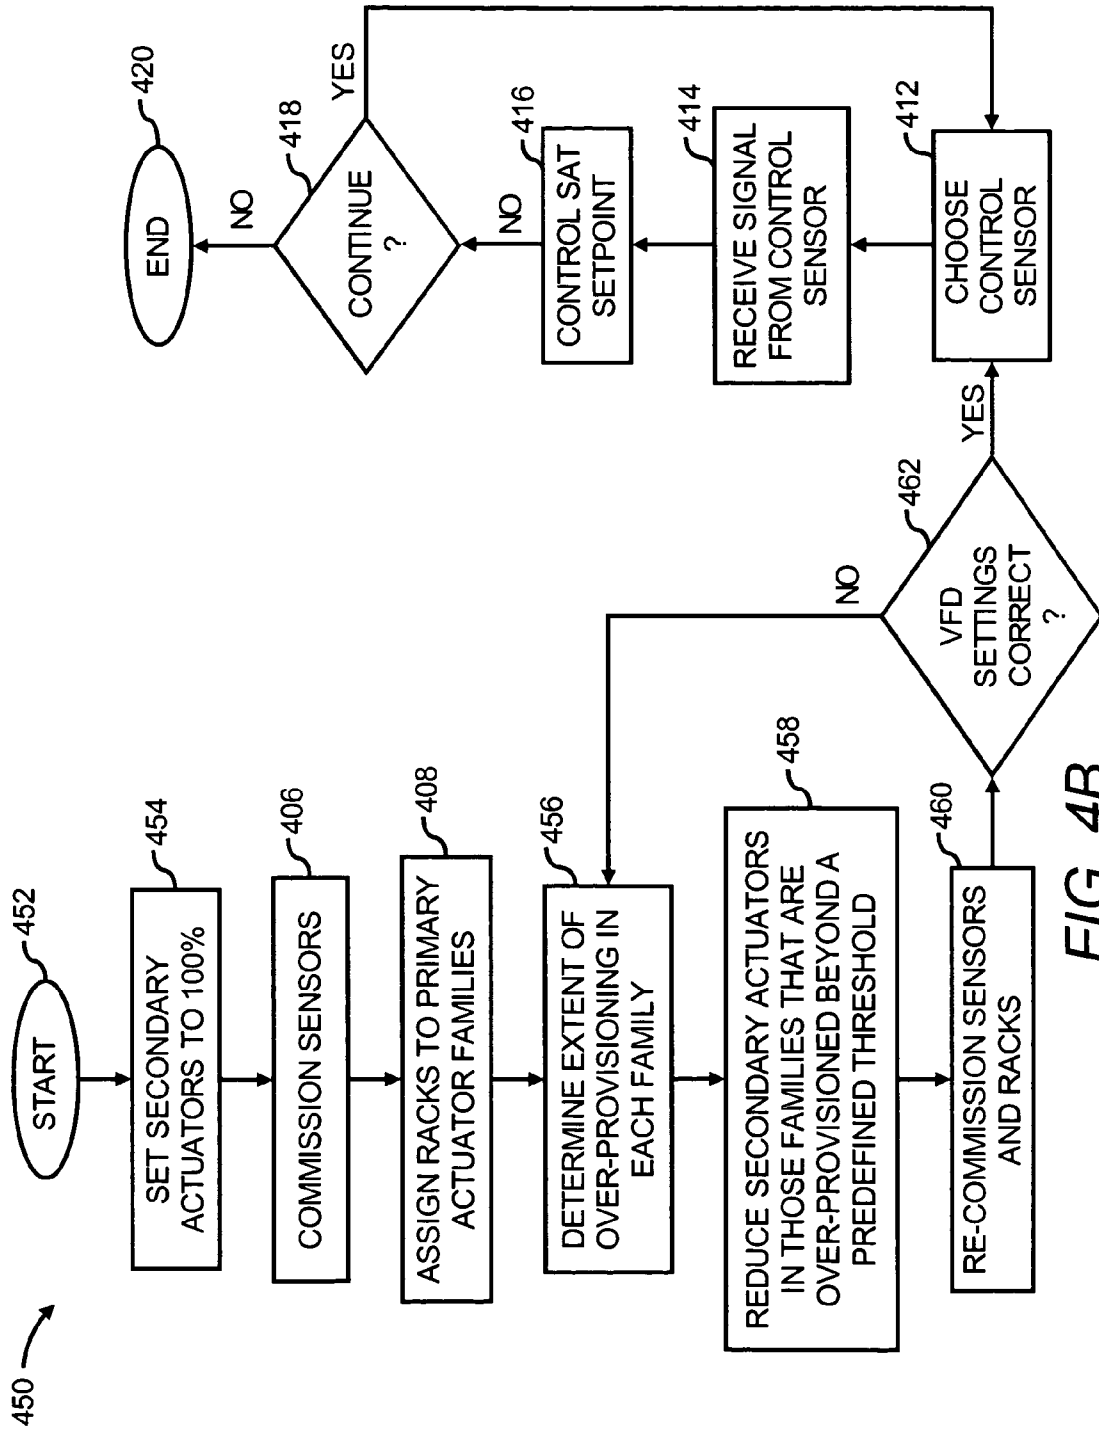 450
START
452
SET SECONDARY
ACTUATORS TO 100%
454
COMMISSION SENSORS
406
ASSIGN RACKS TO PRIMARY
ACTUATOR FAMILIES
408
DETERMINE EXTENT OF
OVER-PROVISIONING IN
EACH FAMILY
456
REDUCE SECONDARY ACTUATORS
IN THOSE FAMILIES THAT ARE
OVER-PROVISIONED BEYOND A
PREDEFINED THRESHOLD
458
RE-COMMISSION SENSORS
AND RACKS
460
VFD
SETTINGS
CORRECT
?
462
NO
YES
CHOOSE
CONTROL
SENSOR
412
RECEIVE SIGNAL
FROM CONTROL
SENSOR
414
CONTROL SAT
SETPOINT
416
NO
CONTINUE
?
418
YES
NO
END
420
FIG. 4B